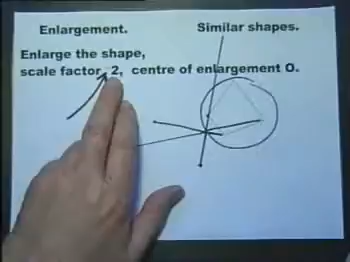 Enlargement. Similar shapes.
Enlarge the shape,
scale factor -2, centre of enlargement O.